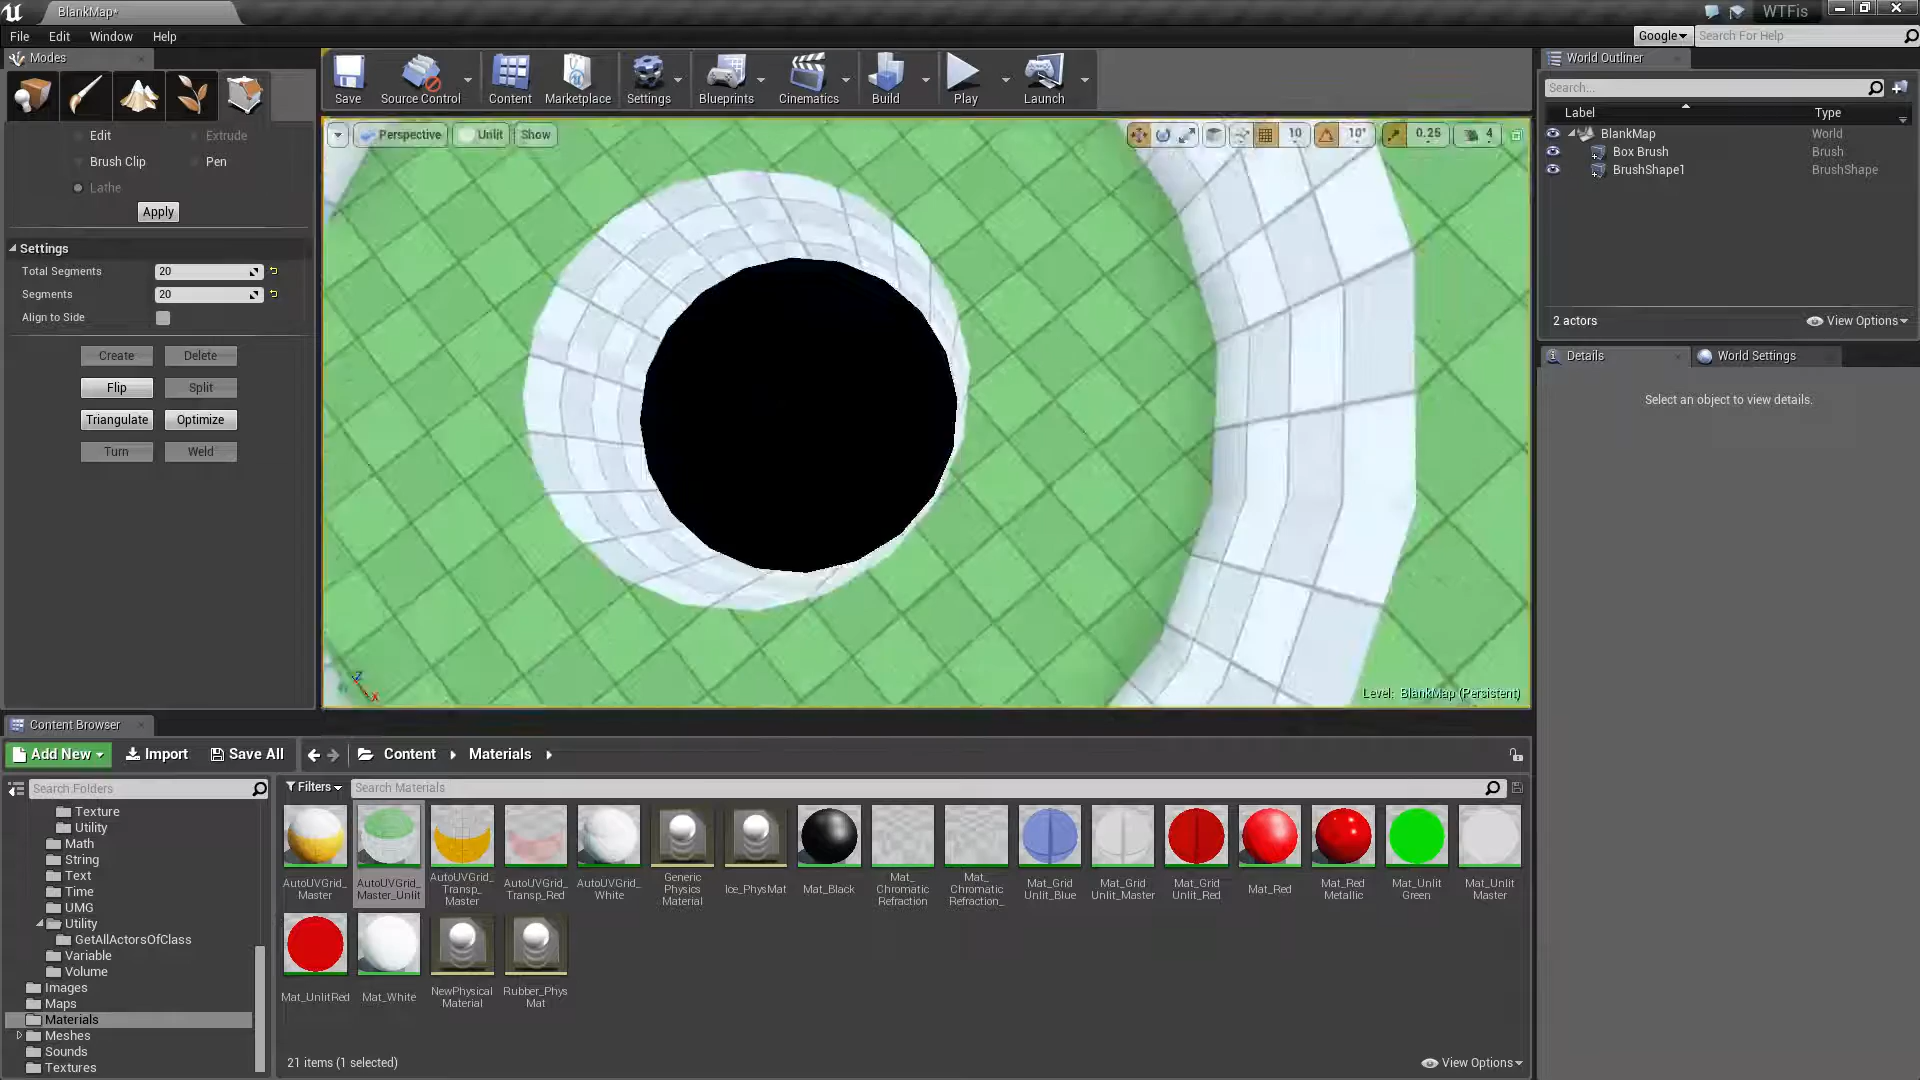 BlankMap*
WTFis
File Edit Window Help
Google
Search For Help
Modes
Edit Extrude
Brush Clip Pen
Lathe
Apply
Settings
Total Segments 20
Segments 20
Align to Side
Create Delete
Flip Split
Triangulate Optimize
Turn Weld
Save Source Control Content Marketplace Settings Blueprints Cinematics Build Play Launch
Perspective Unlit Show
10 10° 0.25 4
Level: BlankMap (Persistent)
World Outliner
Search...
Label Type
BlankMap World
Box Brush Brush
BrushShape1 BrushShape
2 actors
View Options
Details World Settings
Select an object to view details.
Content Browser
Add New Import Save All Content Materials
Search Folders
Filters Search Materials
Texture
Utility
Math
String
Text
Time
UMG
Utility
GetAllActorsOfClass
Variable
Volume
Images
Maps
Materials
Meshes
Sounds
Textures
AutoUVGrid_
Master
AutoUVGrid_
Master_Unlit
AutoUVGrid_
Transp_
Master
AutoUVGrid_
Transp_Red
AutoUVGrid_
White
Generic
Physics
Material
Ice_PhysMat
Mat_Black
Mat_
Chromatic
Refraction
Mat_
Chromatic
Refraction_
Mat_Grid
Unlit_Blue
Mat_Grid
Unlit_Master
Mat_Grid
Unlit_Red
Mat_Red
Mat_Red
Metallic
Mat_Unlit
Green
Mat_Unlit
Master
Mat_UnlitRed
Mat_White
NewPhysical
Material
Rubber_Phys
Mat
21 items (1 selected)
View Options